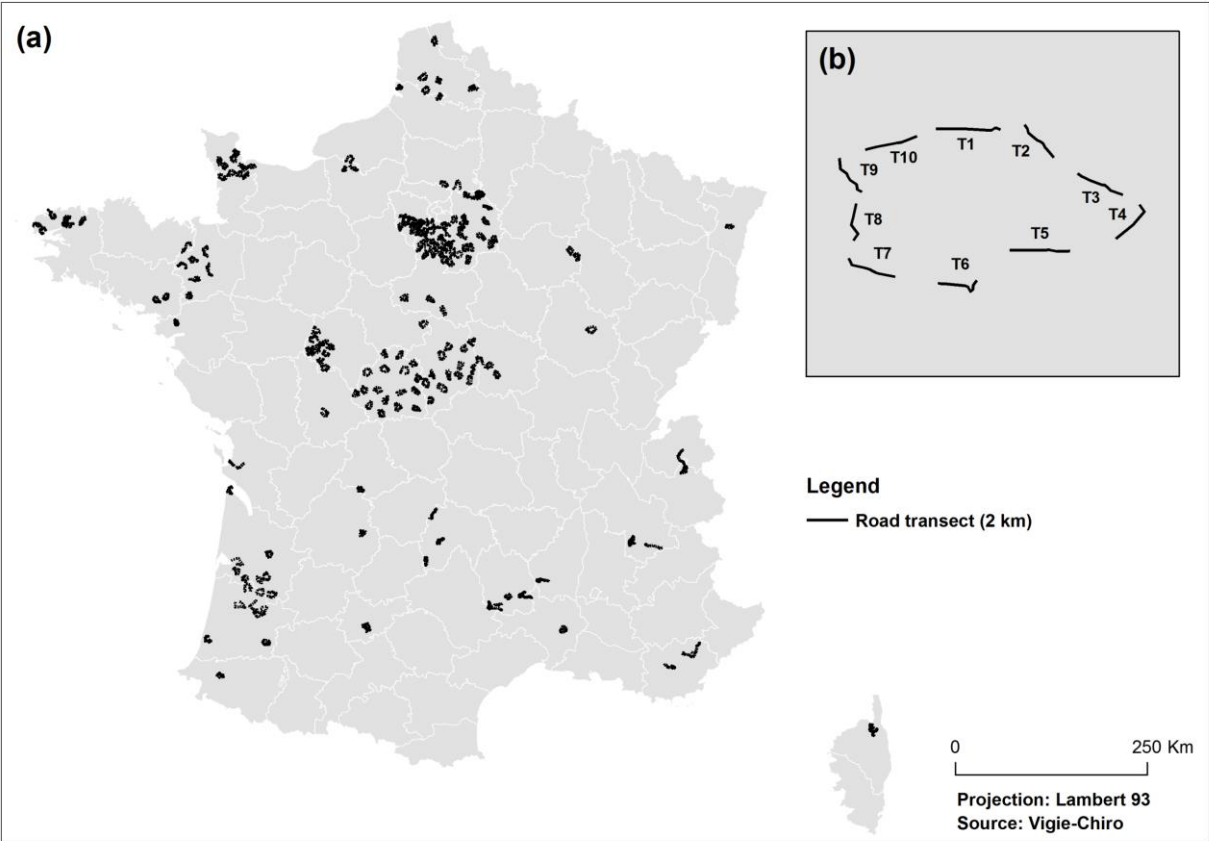 (a)
(b)
T1
T2
T10
T9
T3
T4
T8
T5
T7
T6
Legend
Road transect (2 km)
0 250 Km
Projection: Lambert 93
Source: Vigie-Chiro